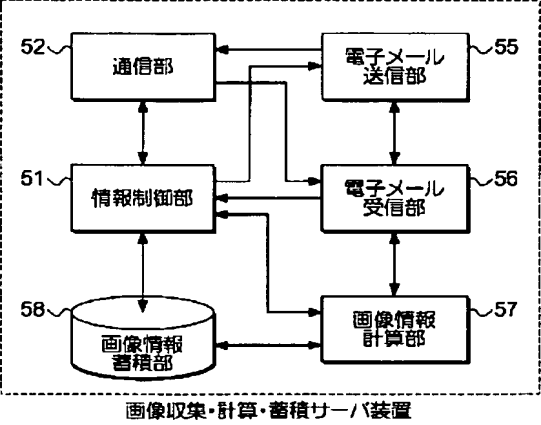 52
通信部
電子メール
送信部
55
51
情報制御部
電子メール
受信部
56
58
画像情報
蓄積部
画像情報
計算部
57
画像収集・計算・蓄積サーバ装置